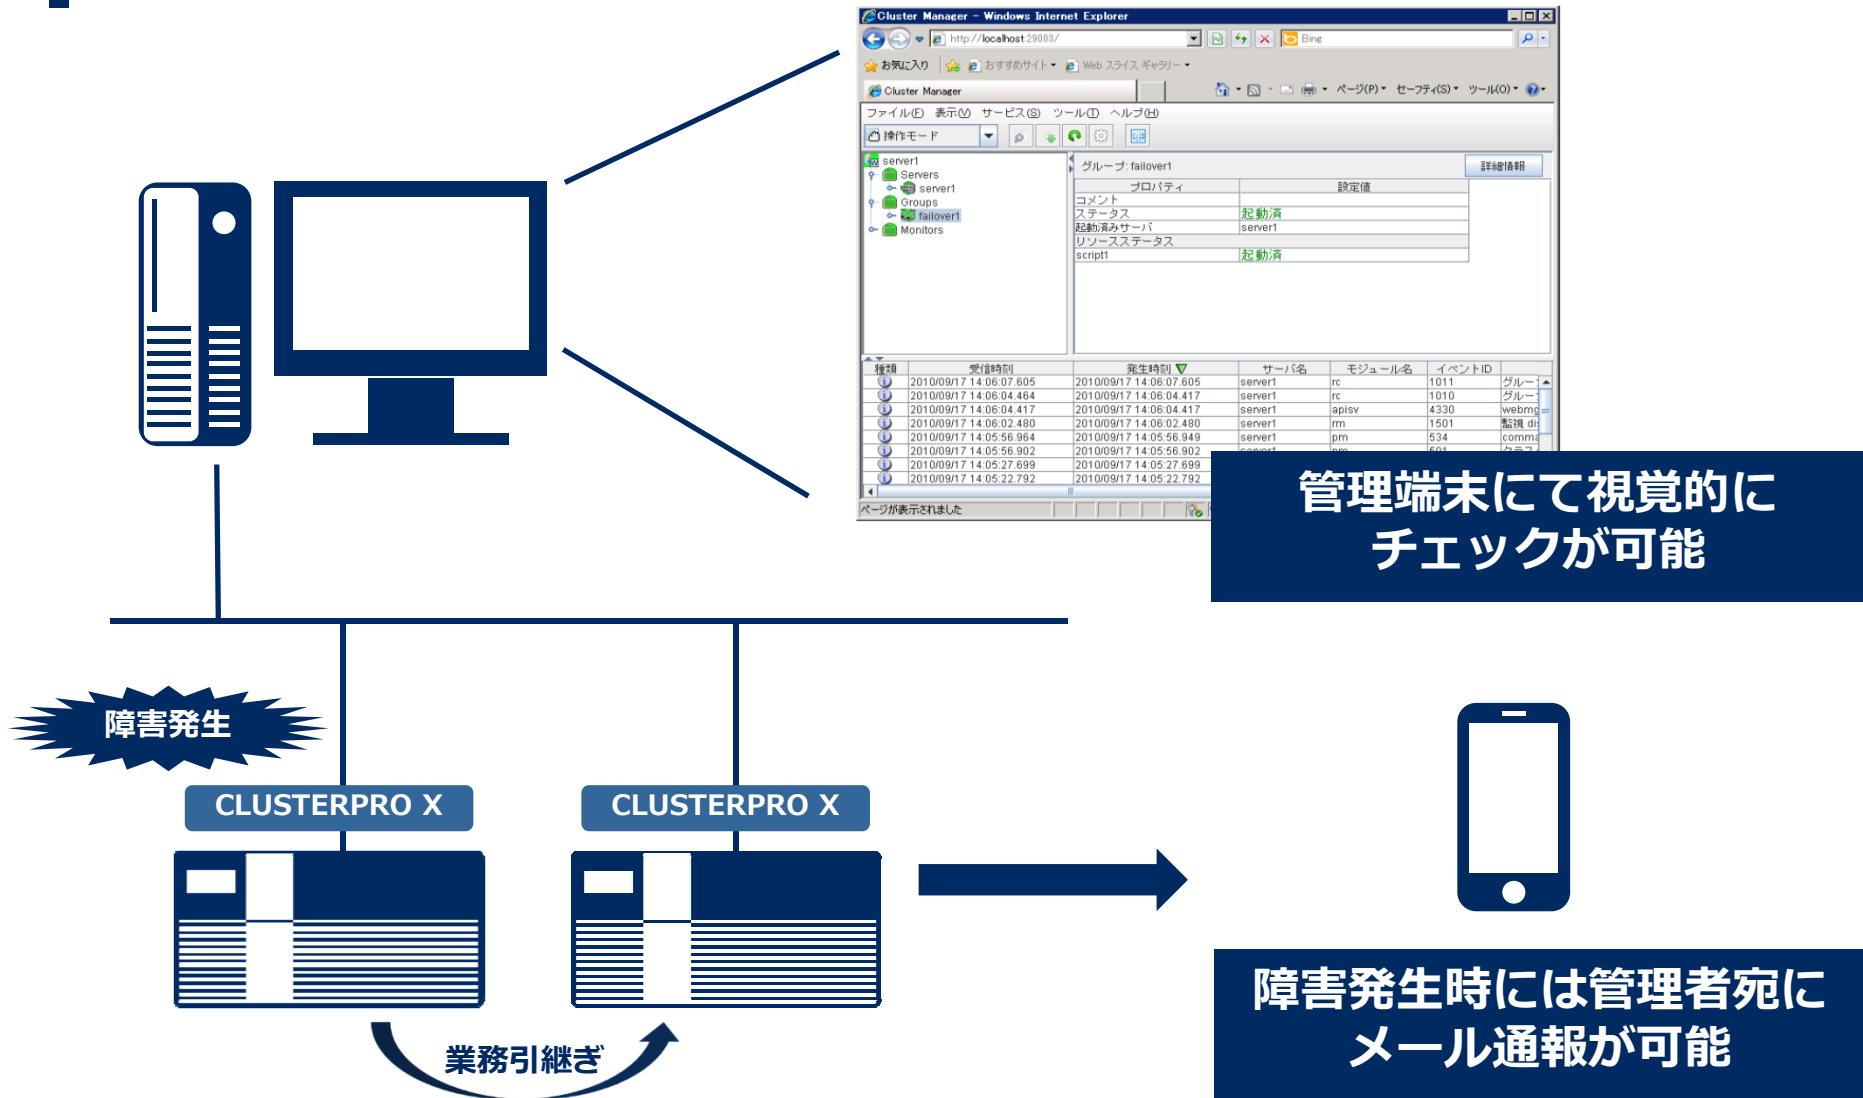 Cluster Manager - Windows Internet Explorer
http://localhost:29003/
Bing
お気に入り おすすめサイト Web スライス ギャラリー
Cluster Manager ページ(P) セーフティ(S) ツール(O)
ファイル(F) 表示(V) サービス(S) ツール(T) ヘルプ(H)
操作モード
server1
Servers
server1
Groups
failover1
Monitors
グループ: failover1 詳細情報
プロパティ 設定値
コメント
ステータス 起動済
起動済みサーバ server1
リソースステータス
script1 起動済
種類 受信時刻 発生時刻 サーバ名 モジュール名 イベントID
2010/09/17 14:06:07.605 2010/09/17 14:06:07.605 server1 rc 1011 グルー
2010/09/17 14:06:04.464 2010/09/17 14:06:04.417 server1 rc 1010 グルー
2010/09/17 14:06:04.417 2010/09/17 14:06:04.417 server1 apisv 4330 webmg
2010/09/17 14:06:02.480 2010/09/17 14:06:02.480 server1 rm 1501 監視 di
2010/09/17 14:05:56.964 2010/09/17 14:05:56.949 server1 pm 534 comma
2010/09/17 14:05:56.902 2010/09/17 14:05:56.902
2010/09/17 14:05:27.699 2010/09/17 14:05:27.699
2010/09/17 14:05:22.792 2010/09/17 14:05:22.792
ページが表示されました
管理端末にて視覚的に
チェックが可能
障害発生
CLUSTERPRO X
CLUSTERPRO X
業務引継ぎ
障害発生時には管理者宛に
メール通報が可能